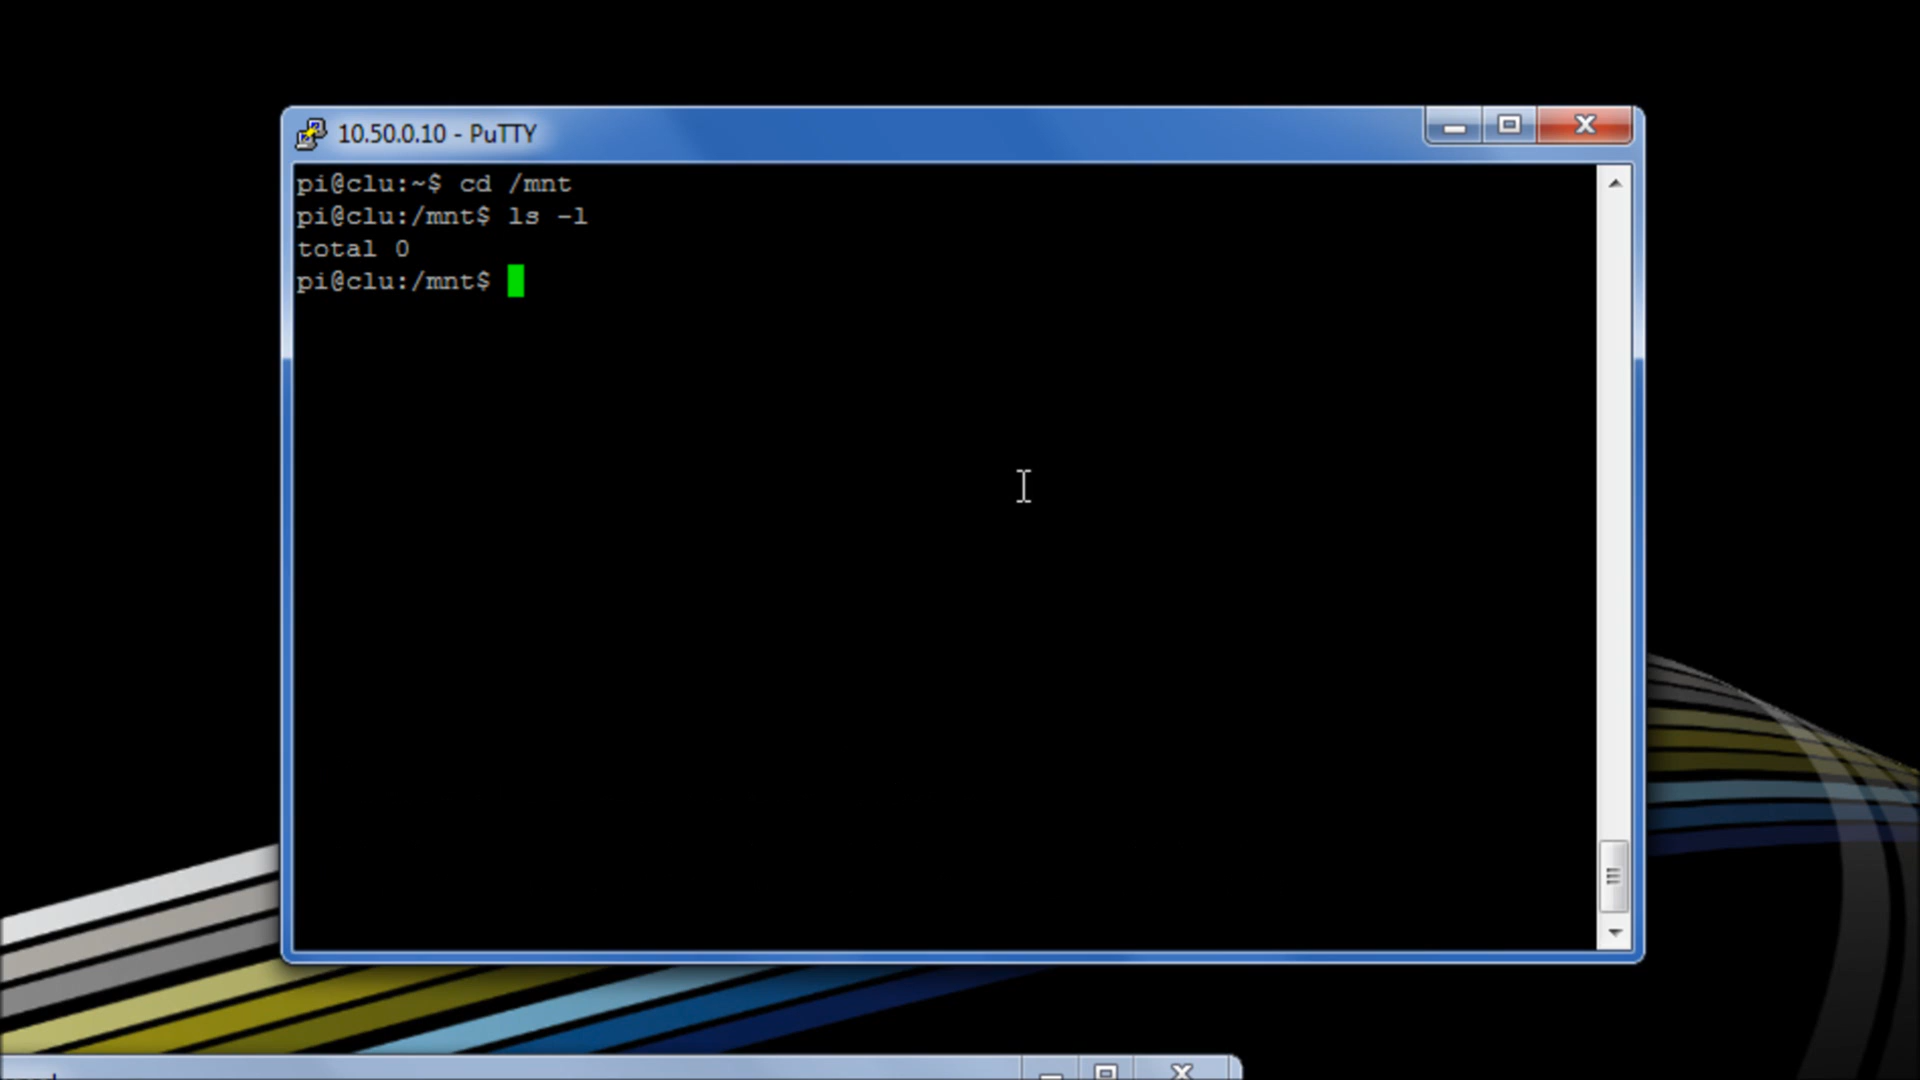 10.50.0.10 - PuTTY
pi@clu:~$ cd /mnt
pi@clu:/mnt$ ls -l
total 0
pi@clu:/mnt$